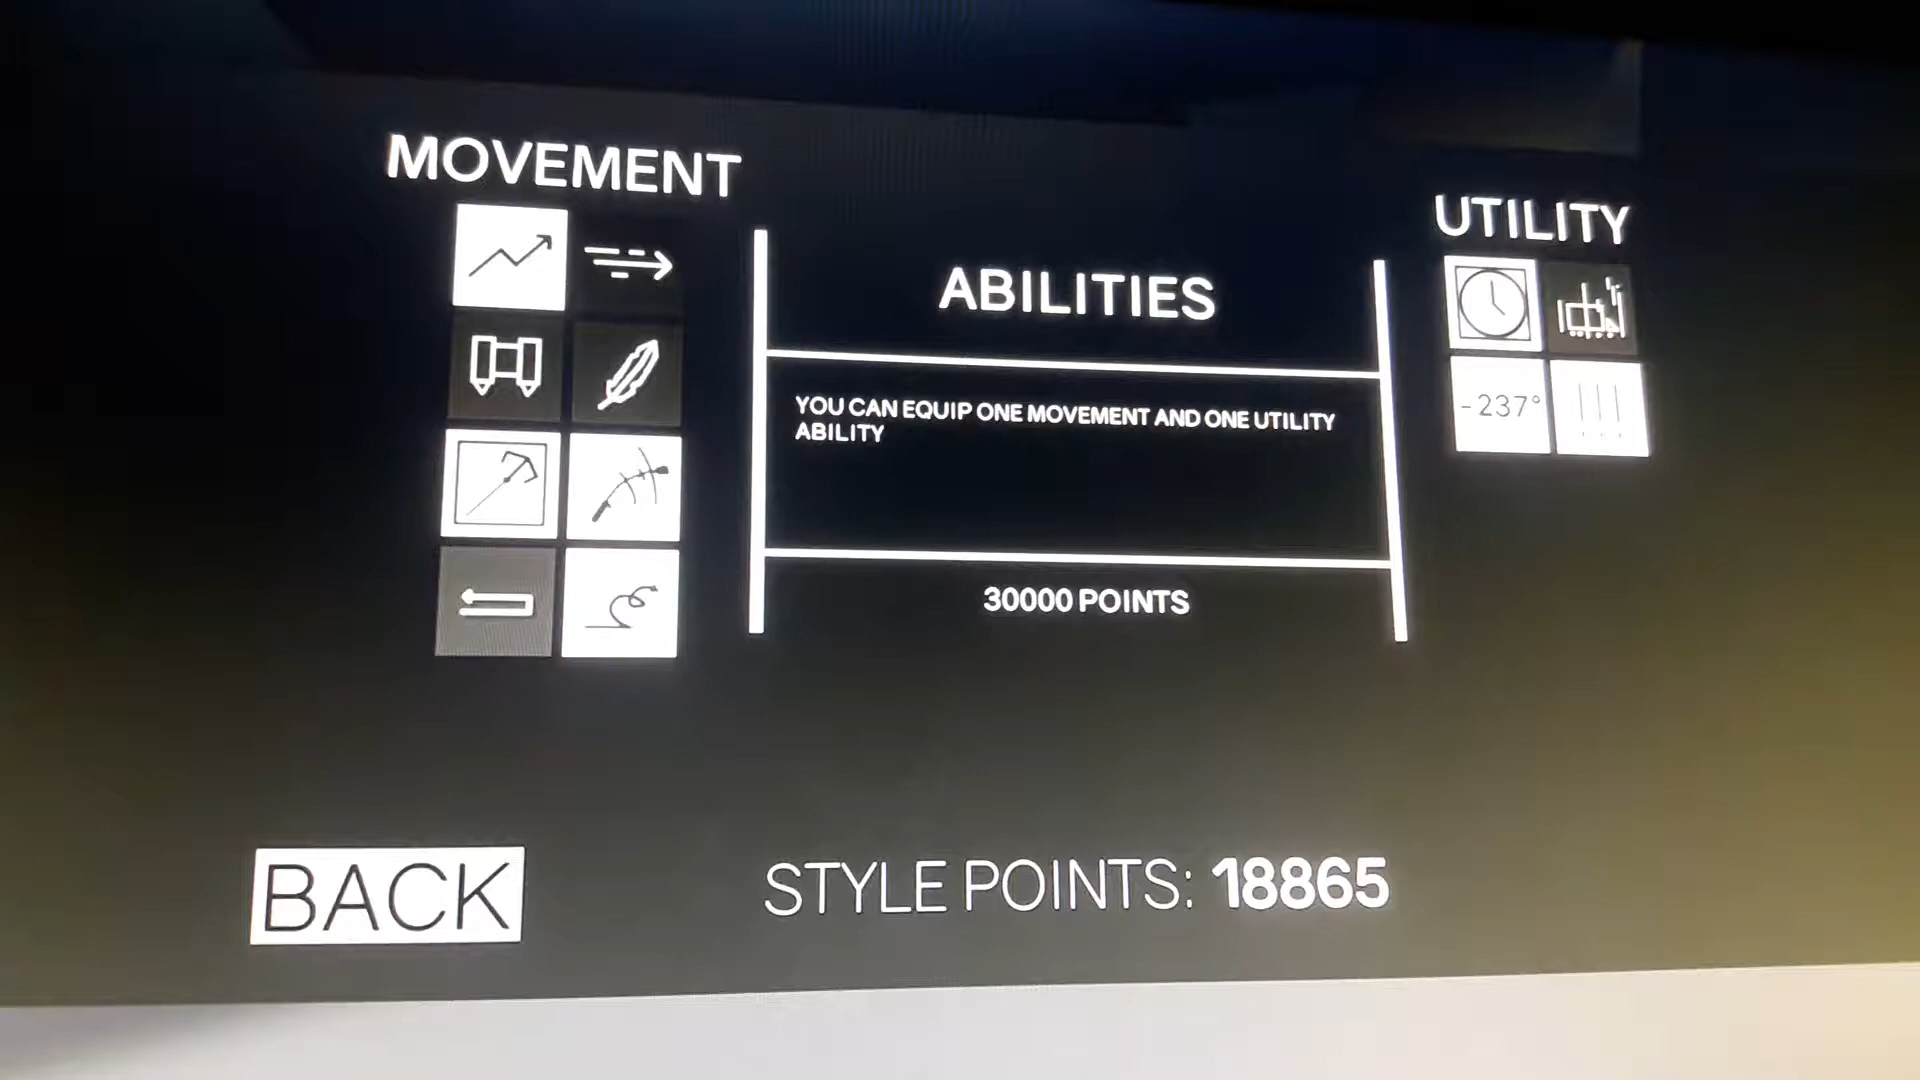 MOVEMENT
UTILITY
ABILITIES
-237°
YOU CAN EQUIP ONE MOVEMENT AND ONE UTILITY
ABILITY
30000 POINTS
BACK
STYLE POINTS: 18865